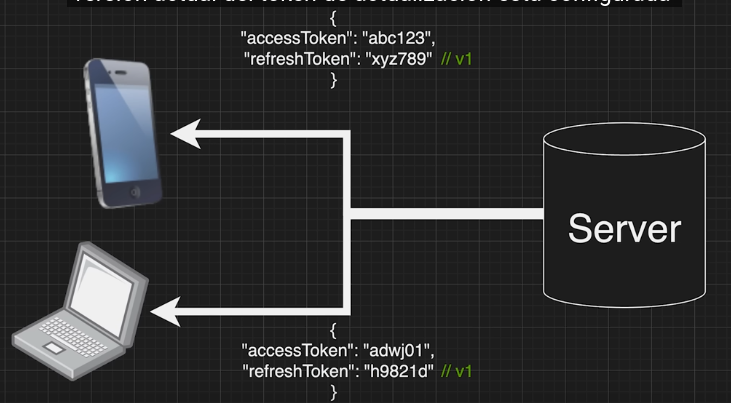 versión actual del token de actualización está configurada
{
"accessToken": "abc123",
"refreshToken": "xyz789" // v1
}
Server
{
"accessToken": "adwj01",
"refreshToken": "h9821d" // v1
}